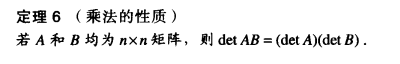 定理 6 （乘法的性质）
若 A 和 B 均为 n×n 矩阵，则 det AB = (det A)(det B) .